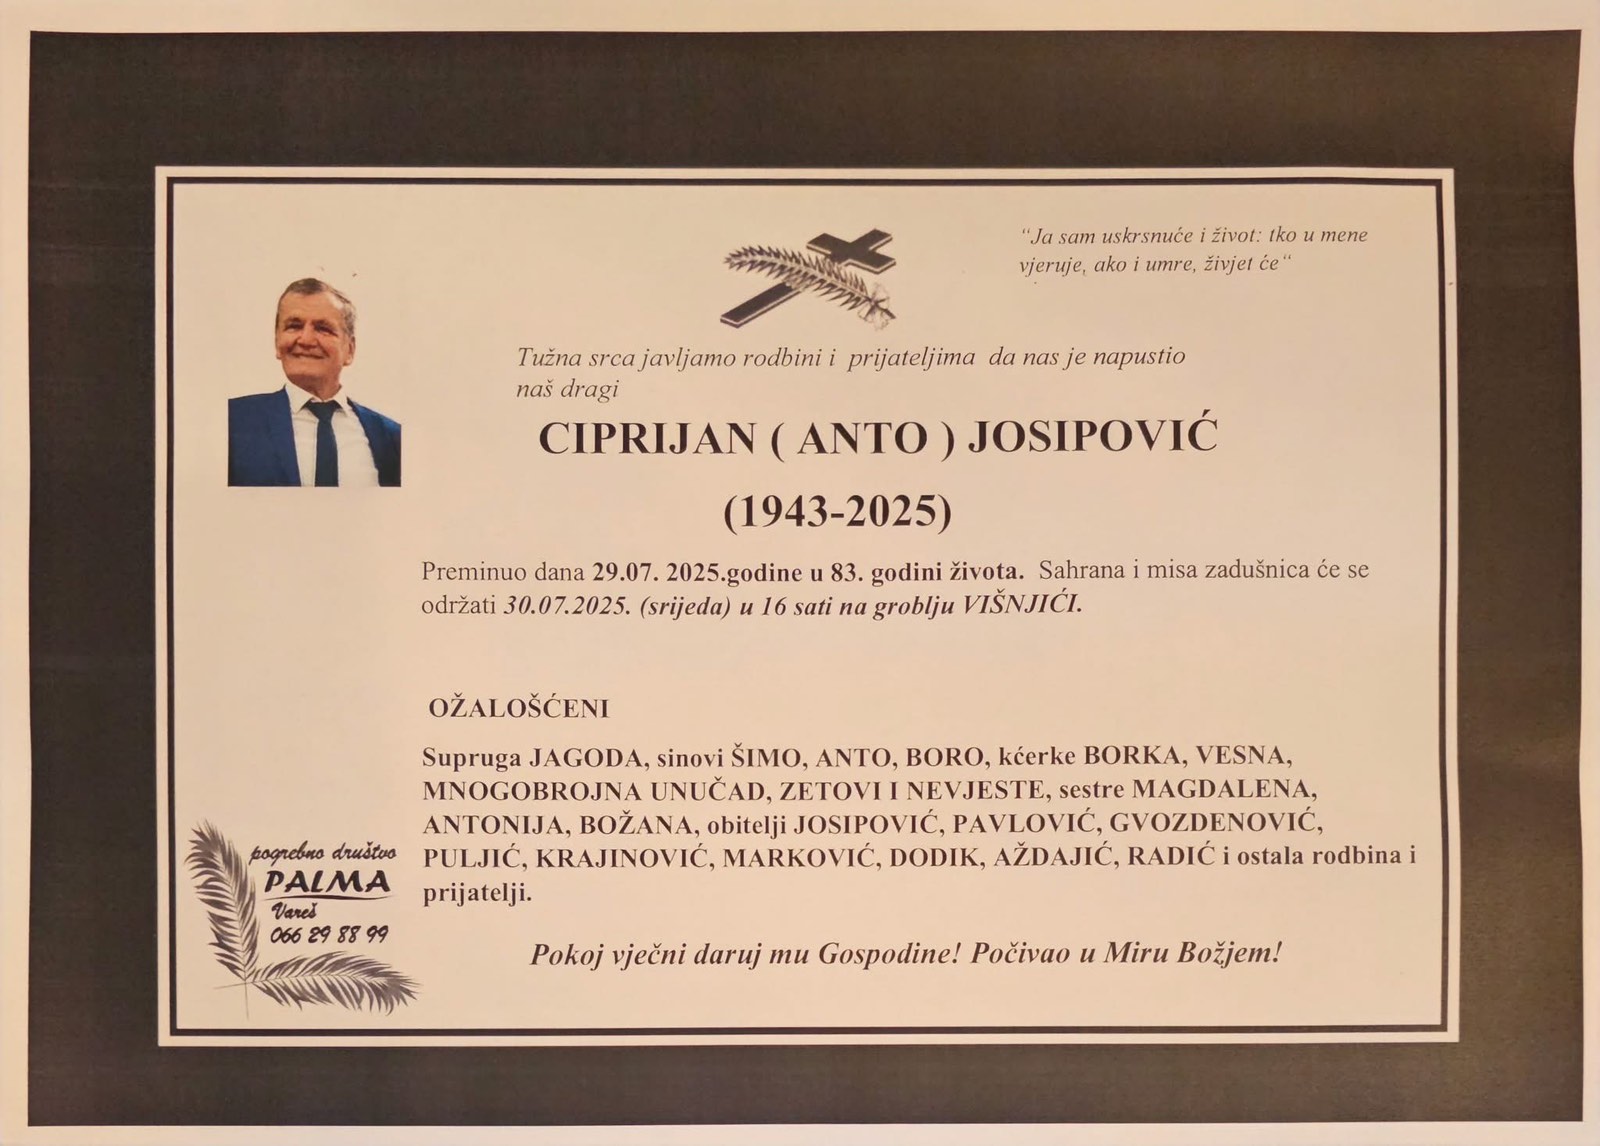 “Ja sam uskrsnuće i život: tko u mene
vjeruje, ako i umre, živjet će“
Tužna srca javljamo rodbini i prijateljima da nas je napustio
naš dragi
CIPRIJAN ( ANTO ) JOSIPOVIĆ
(1943-2025)
Preminuo dana 29.07. 2025.godine u 83. godini života. Sahrana i misa zadušnica će se
održati 30.07.2025. (srijeda) u 16 sati na groblju VIŠNJIĆI.
OŽALOŠĆENI
Supruga JAGODA, sinovi ŠIMO, ANTO, BORO, kćerke BORKA, VESNA,
MNOGOBROJNA UNUČAD, ZETOVI I NEVJESTE, sestre MAGDALENA,
ANTONIJA, BOŽANA, obitelji JOSIPOVIĆ, PAVLOVIĆ, GVOZDENOVIĆ,
PULJIĆ, KRAJINOVIĆ, MARKOVIĆ, DODIK, AŽDAJIĆ, RADIĆ i ostala rodbina i
prijatelji.
pogrebno društvo
PALMA
Vareš
066 29 88 99
Pokoj vječni daruj mu Gospodine! Počivao u Miru Božjem!